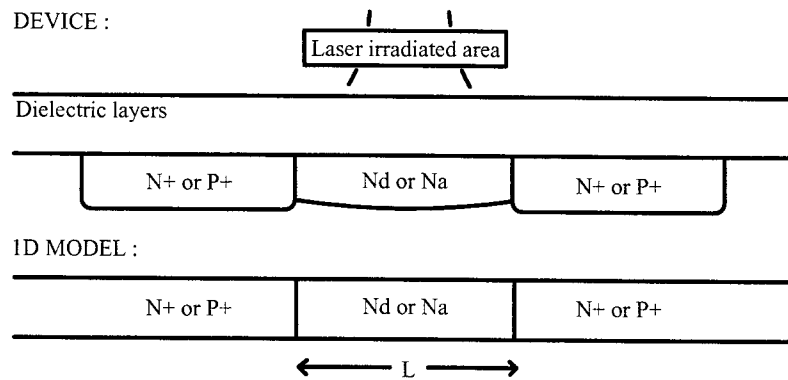 DEVICE :
Laser irradiated area
Dielectric layers
N+ or P+
Nd or Na
N+ or P+
1D MODEL :
N+ or P+
Nd or Na
N+ or P+
L